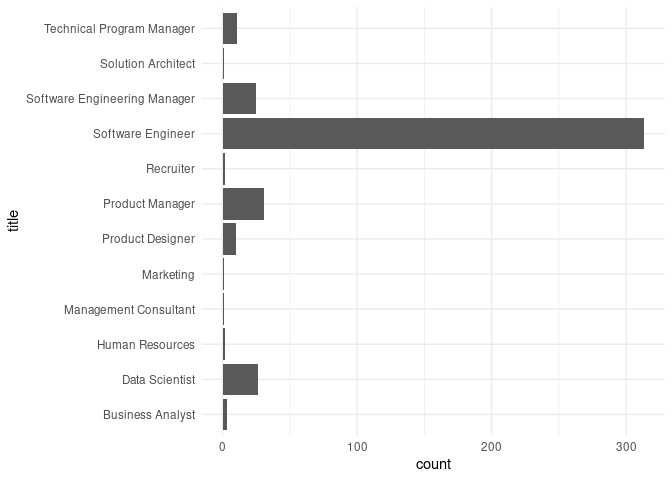 Technical Program Manager
Solution Architect
Software Engineering Manager
Software Engineer
Recruiter
Product Manager
Product Designer
Marketing
Management Consultant
Human Resources
Data Scientist
Business Analyst
title
0 100 200 300
count